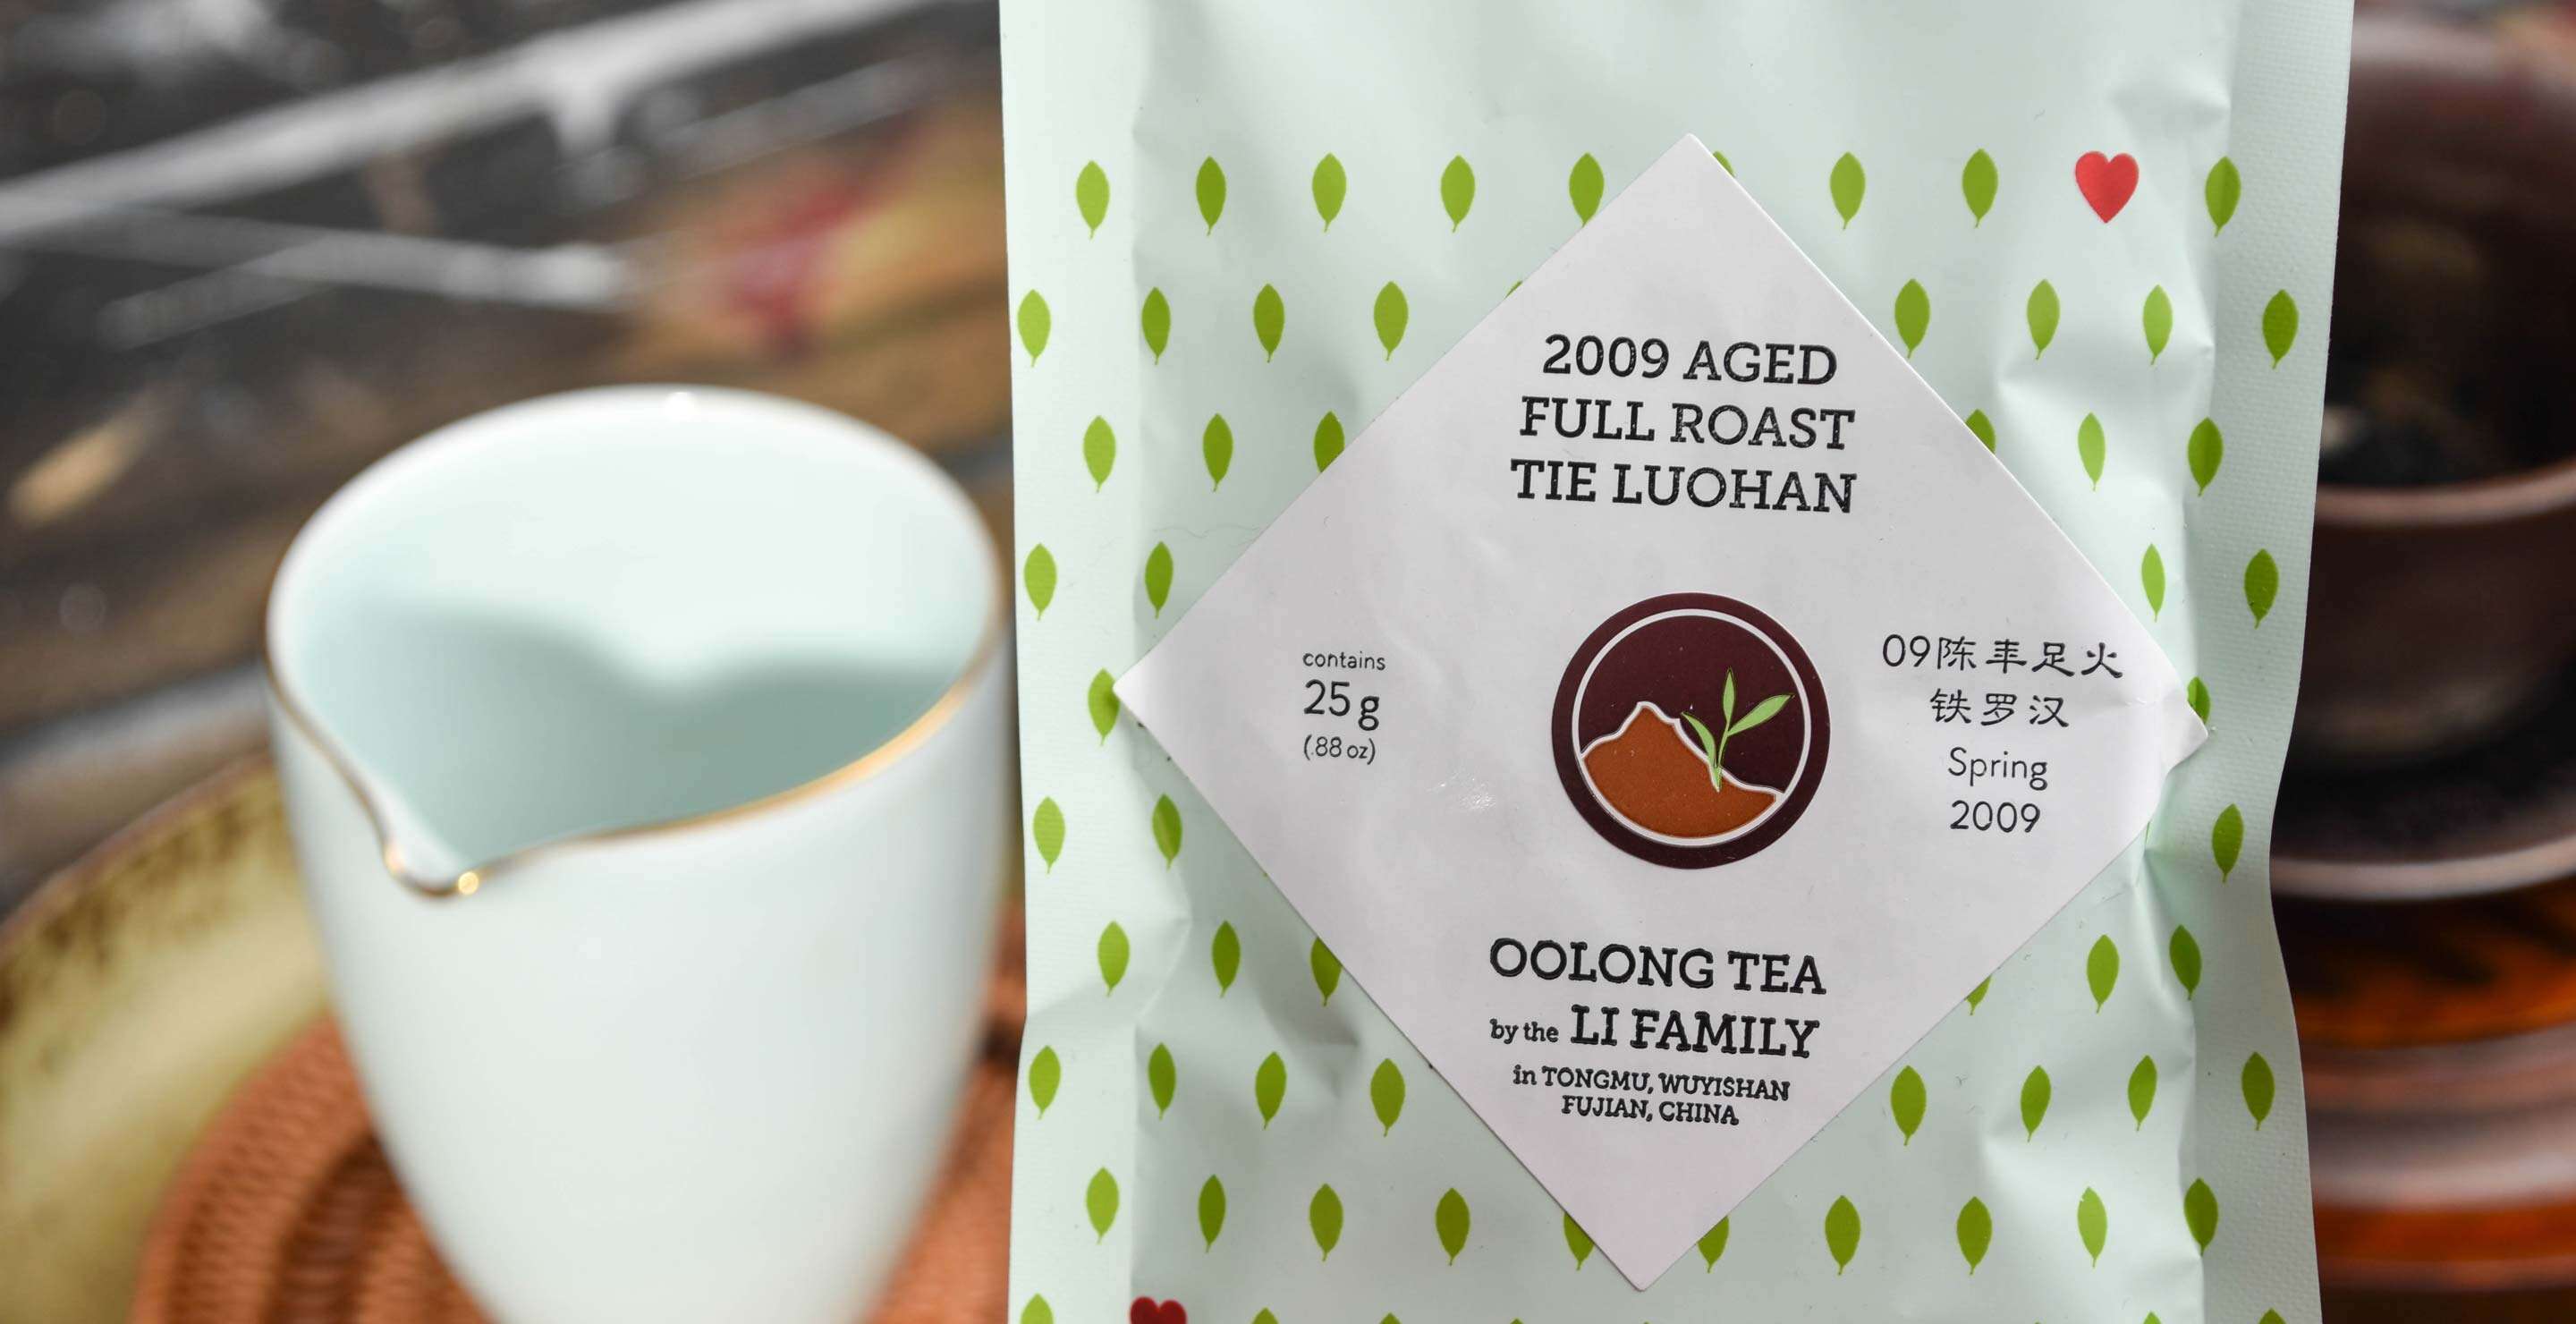 2009 AGED
FULL ROAST
TIE LUOHAN
contains
25 g
(.88 oz)
09陈丰足火
铁罗汉
Spring
2009
OOLONG TEA
by the LI FAMILY
in TONGMU, WUYISHAN
FUJIAN, CHINA